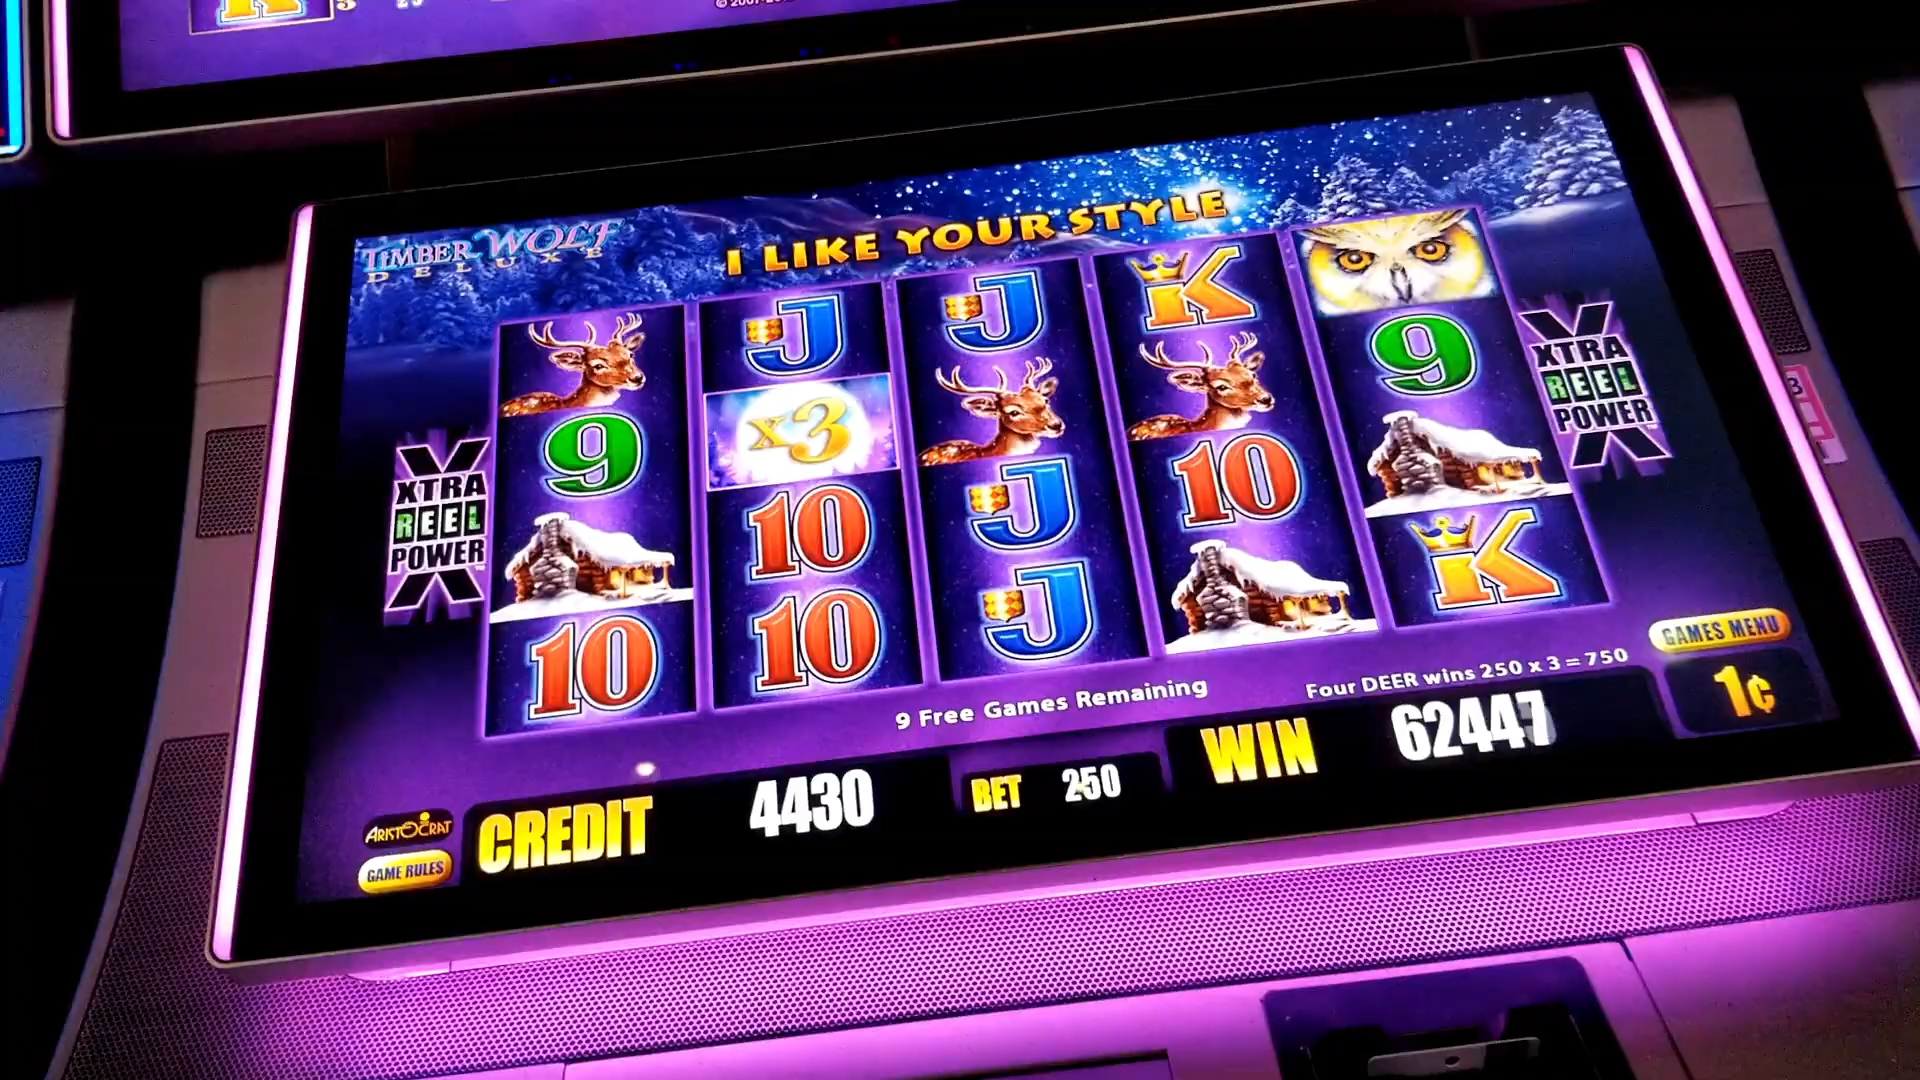 TIMBER WOLF
DELUXE
I LIKE YOUR STYLE
J
J
K
9
x3
9
XTRA
REEL
POWER
XTRA
REEL
POWER
10
J
10
10
10
J
K
GAMES MENU
9 Free Games Remaining
Four DEER wins 250 x 3 = 750
1¢
CREDIT 4430 BET 250 WIN 62447
ARISTOCRAT
GAME RULES